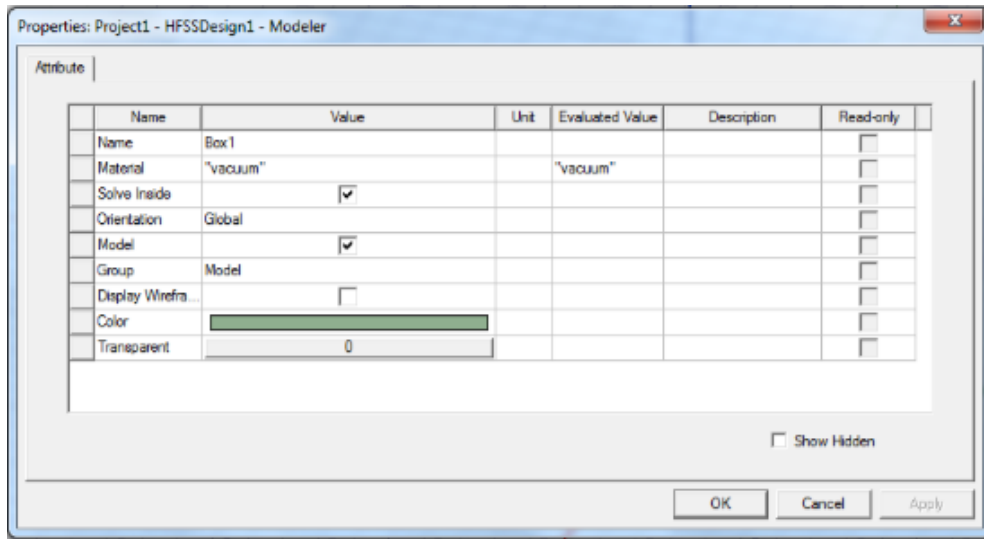 Properties: Project1 - HFSSDesign1 - Modeler
Attribute
Name Value Unit Evaluated Value Description Read-only
Name Box1
Material "vacuum" "vacuum"
Solve Inside
Orientation Global
Model
Group Model
Display Wirefra...
Color
Transparent 0
Show Hidden
OK Cancel Apply